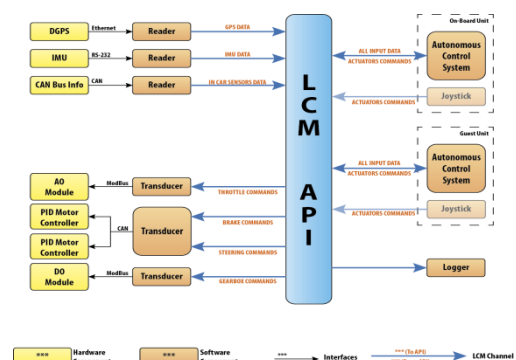 DGPS
Ethernet
Reader
GPS DATA
IMU
RS-232
Reader
IMU DATA
CAN Bus Info
CAN
Reader
IN CAR SENSORS DATA
LCM API
On-Board Unit
ALL INPUT DATA
ACTUATORS COMMANDS
Autonomous
Control
System
ACTUATORS COMMANDS
Joystick
Guest Unit
ALL INPUT DATA
ACTUATORS COMMANDS
Autonomous
Control
System
ACTUATORS COMMANDS
Joystick
AO
Module
ModBus
Transducer
THROTTLE COMMANDS
PID Motor
Controller
CAN
Transducer
BRAKE COMMANDS
PID Motor
Controller
STEERING COMMANDS
DO
Module
ModBus
Transducer
GEARBOX COMMANDS
Logger
***
Hardware
***
Software
***
Interfaces
*** (To API)
LCM Channel